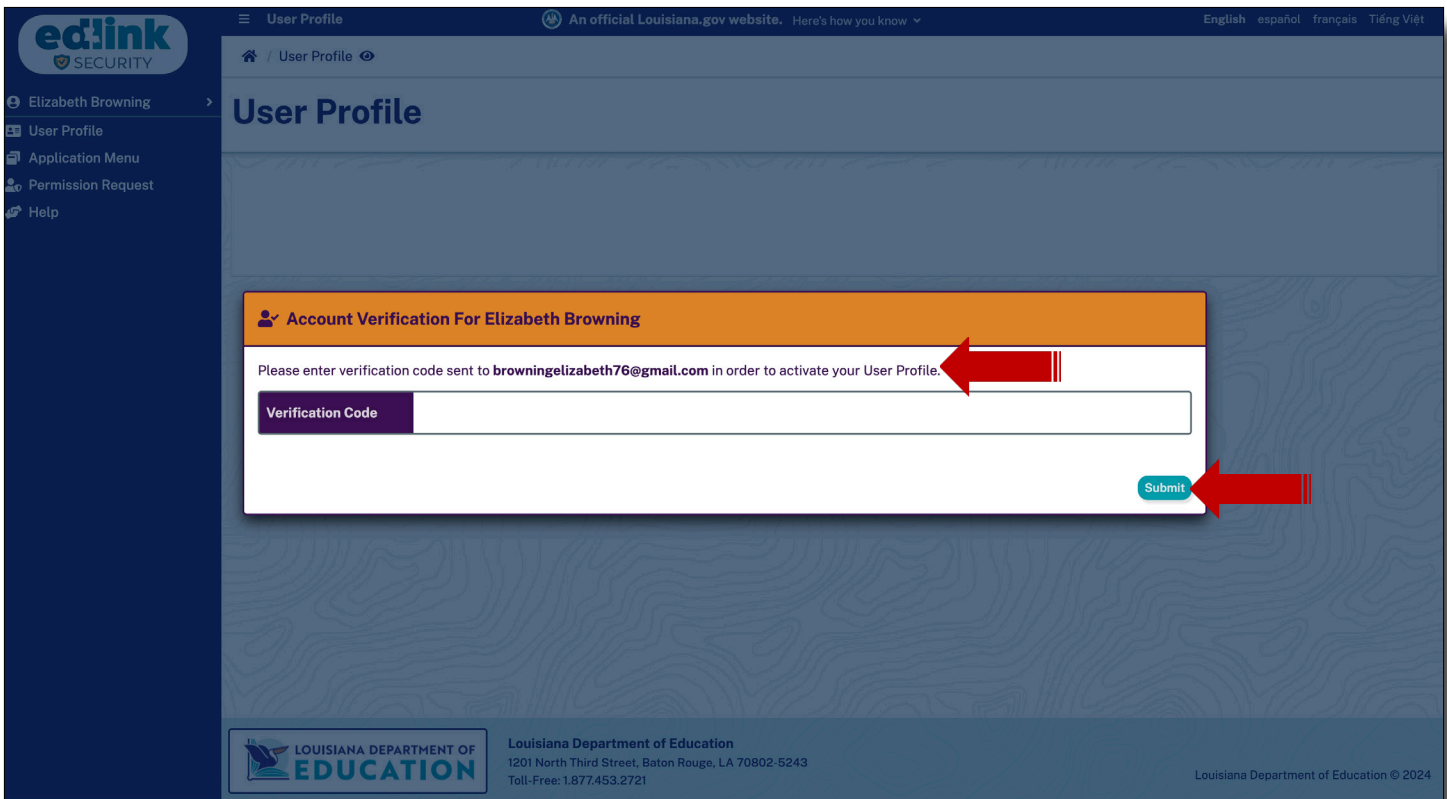 ed:link
SECURITY
User Profile
An official Louisiana.gov website. Here's how you know
English español français Tiếng Việt
/ User Profile
Elizabeth Browning
User Profile
Application Menu
Permission Request
Help
User Profile
Account Verification For Elizabeth Browning
Please enter verification code sent to browningelizabeth76@gmail.com in order to activate your User Profile.
Verification Code
Submit
LOUISIANA DEPARTMENT OF
EDUCATION
Louisiana Department of Education
1201 North Third Street, Baton Rouge, LA 70802-5243
Toll-Free: 1.877.453.2721
Louisiana Department of Education © 2024